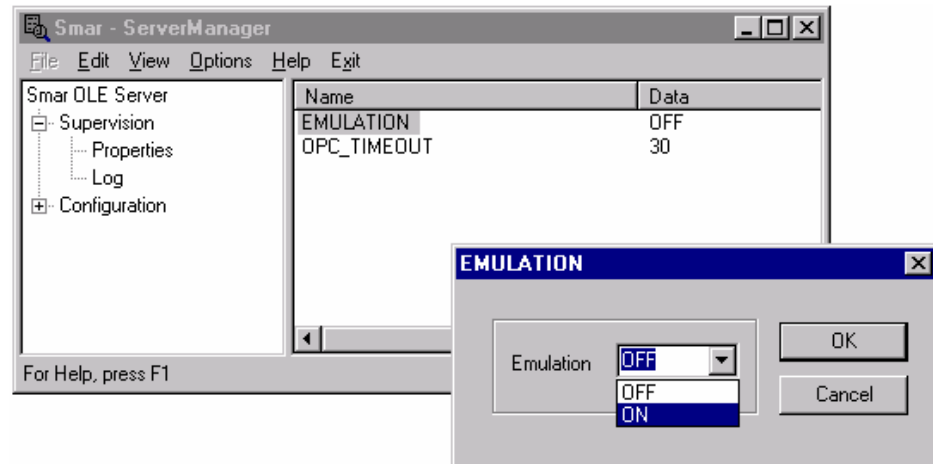 Smar - ServerManager
File Edit View Options Help Exit
Smar OLE Server
Supervision
Properties
Log
Configuration
Name Data
EMULATION OFF
OPC_TIMEOUT 30
For Help, press F1
EMULATION
Emulation OFF
OFF
ON
OK
Cancel